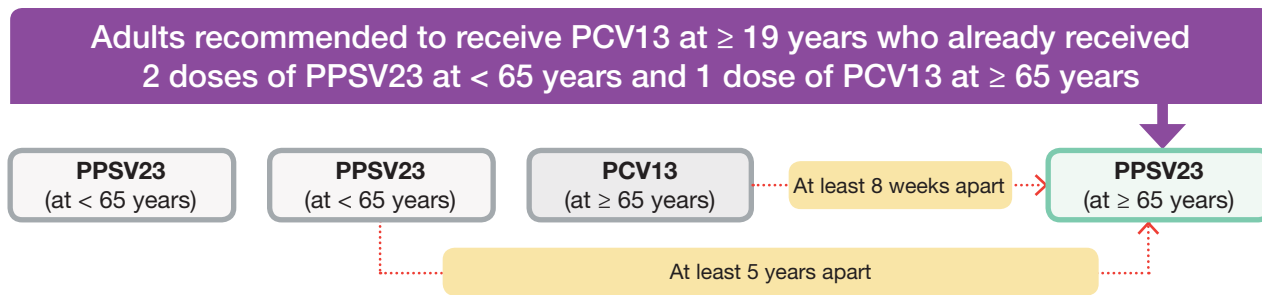 Adults recommended to receive PCV13 at ≥ 19 years who already received
2 doses of PPSV23 at < 65 years and 1 dose of PCV13 at ≥ 65 years
PPSV23
(at < 65 years)
PPSV23
(at < 65 years)
PCV13
(at ≥ 65 years)
At least 8 weeks apart
PPSV23
(at ≥ 65 years)
At least 5 years apart